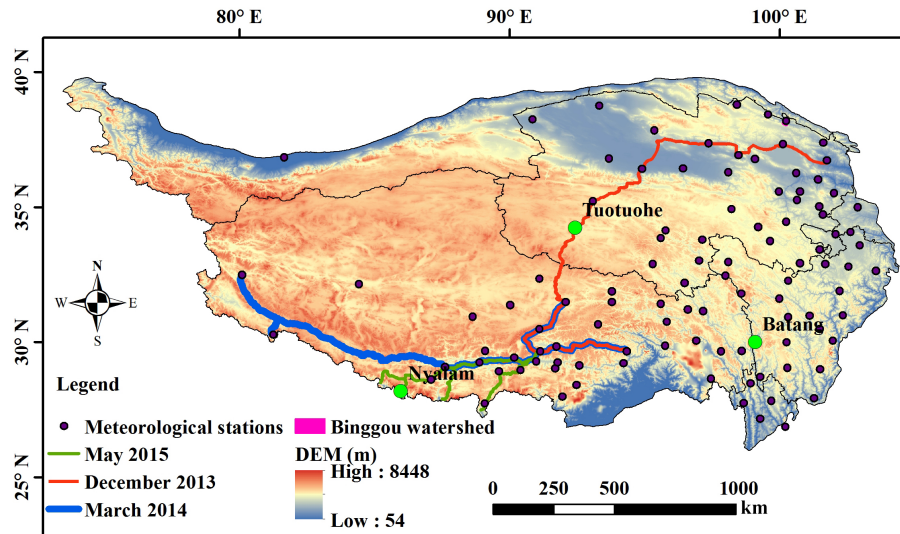 80° E 90° E 100° E
40° N
35° N
30° N
25° N
Tuotuohe
Batang
Nyalam
N
W E
S
Legend
Meteorological stations
May 2015
December 2013
March 2014
Binggou watershed
DEM (m)
High : 8448
Low : 54
0 250 500 1000
km